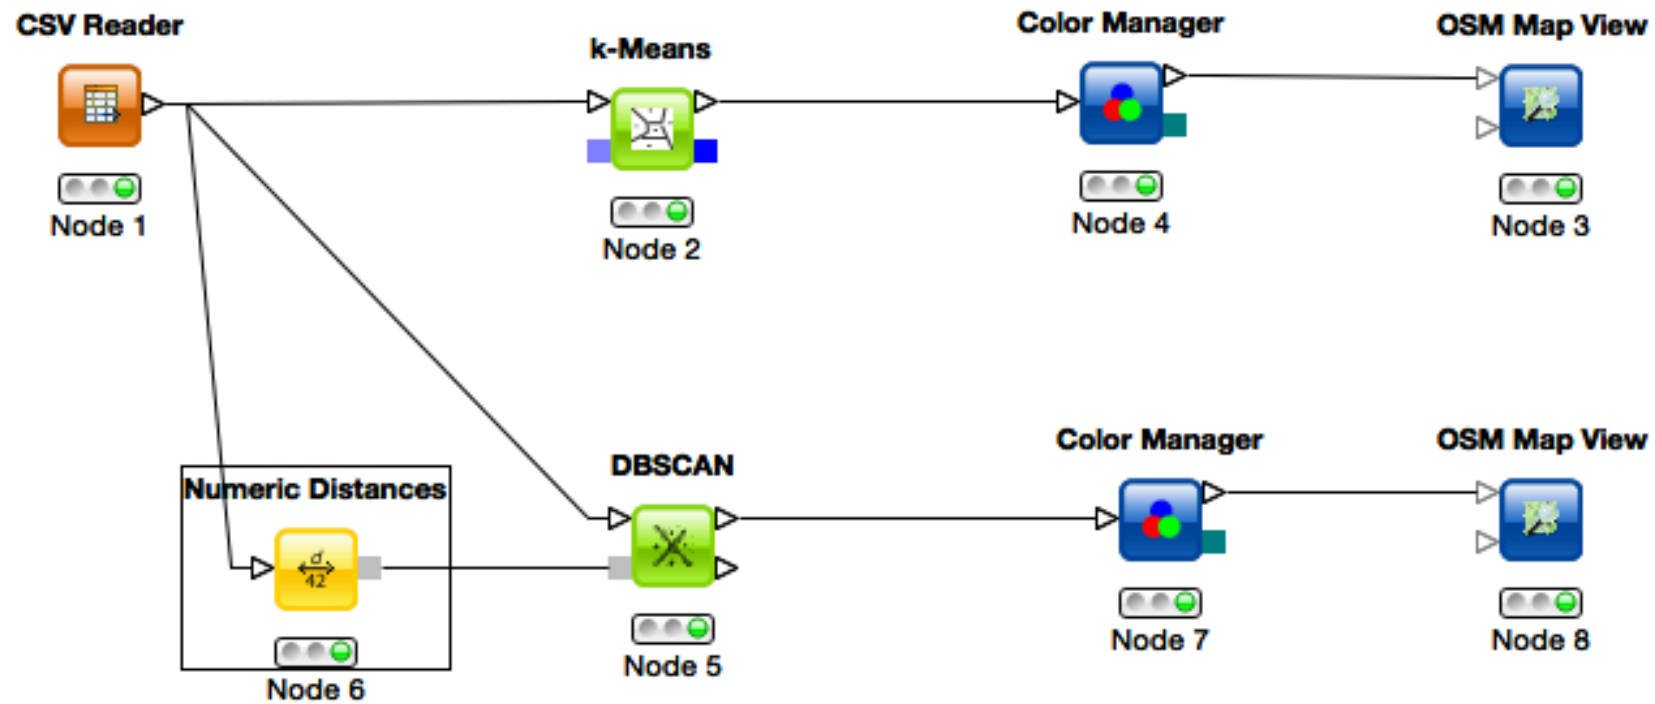 CSV Reader
k-Means
Color Manager
OSM Map View
Node 1
Node 2
Node 4
Node 3
Numeric Distances
DBSCAN
Color Manager
OSM Map View
d
42
Node 6
Node 5
Node 7
Node 8